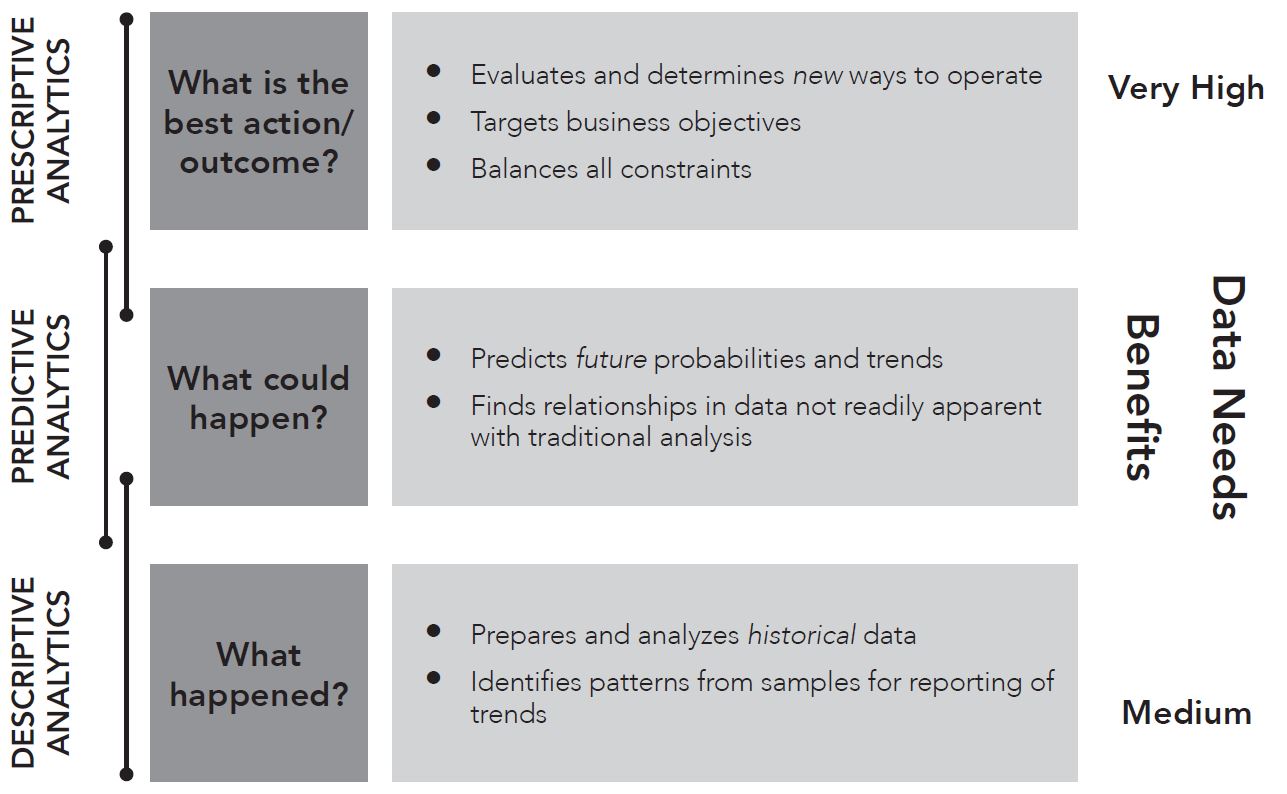 PRESCRIPTIVE
ANALYTICS
What is the
best action/
outcome?
• Evaluates and determines new ways to operate
• Targets business objectives
• Balances all constraints
Very High
PREDICTIVE
ANALYTICS
What could
happen?
• Predicts future probabilities and trends
• Finds relationships in data not readily apparent
with traditional analysis
Benefits
Data Needs
DESCRIPTIVE
ANALYTICS
What
happened?
• Prepares and analyzes historical data
• Identifies patterns from samples for reporting of
trends
Medium